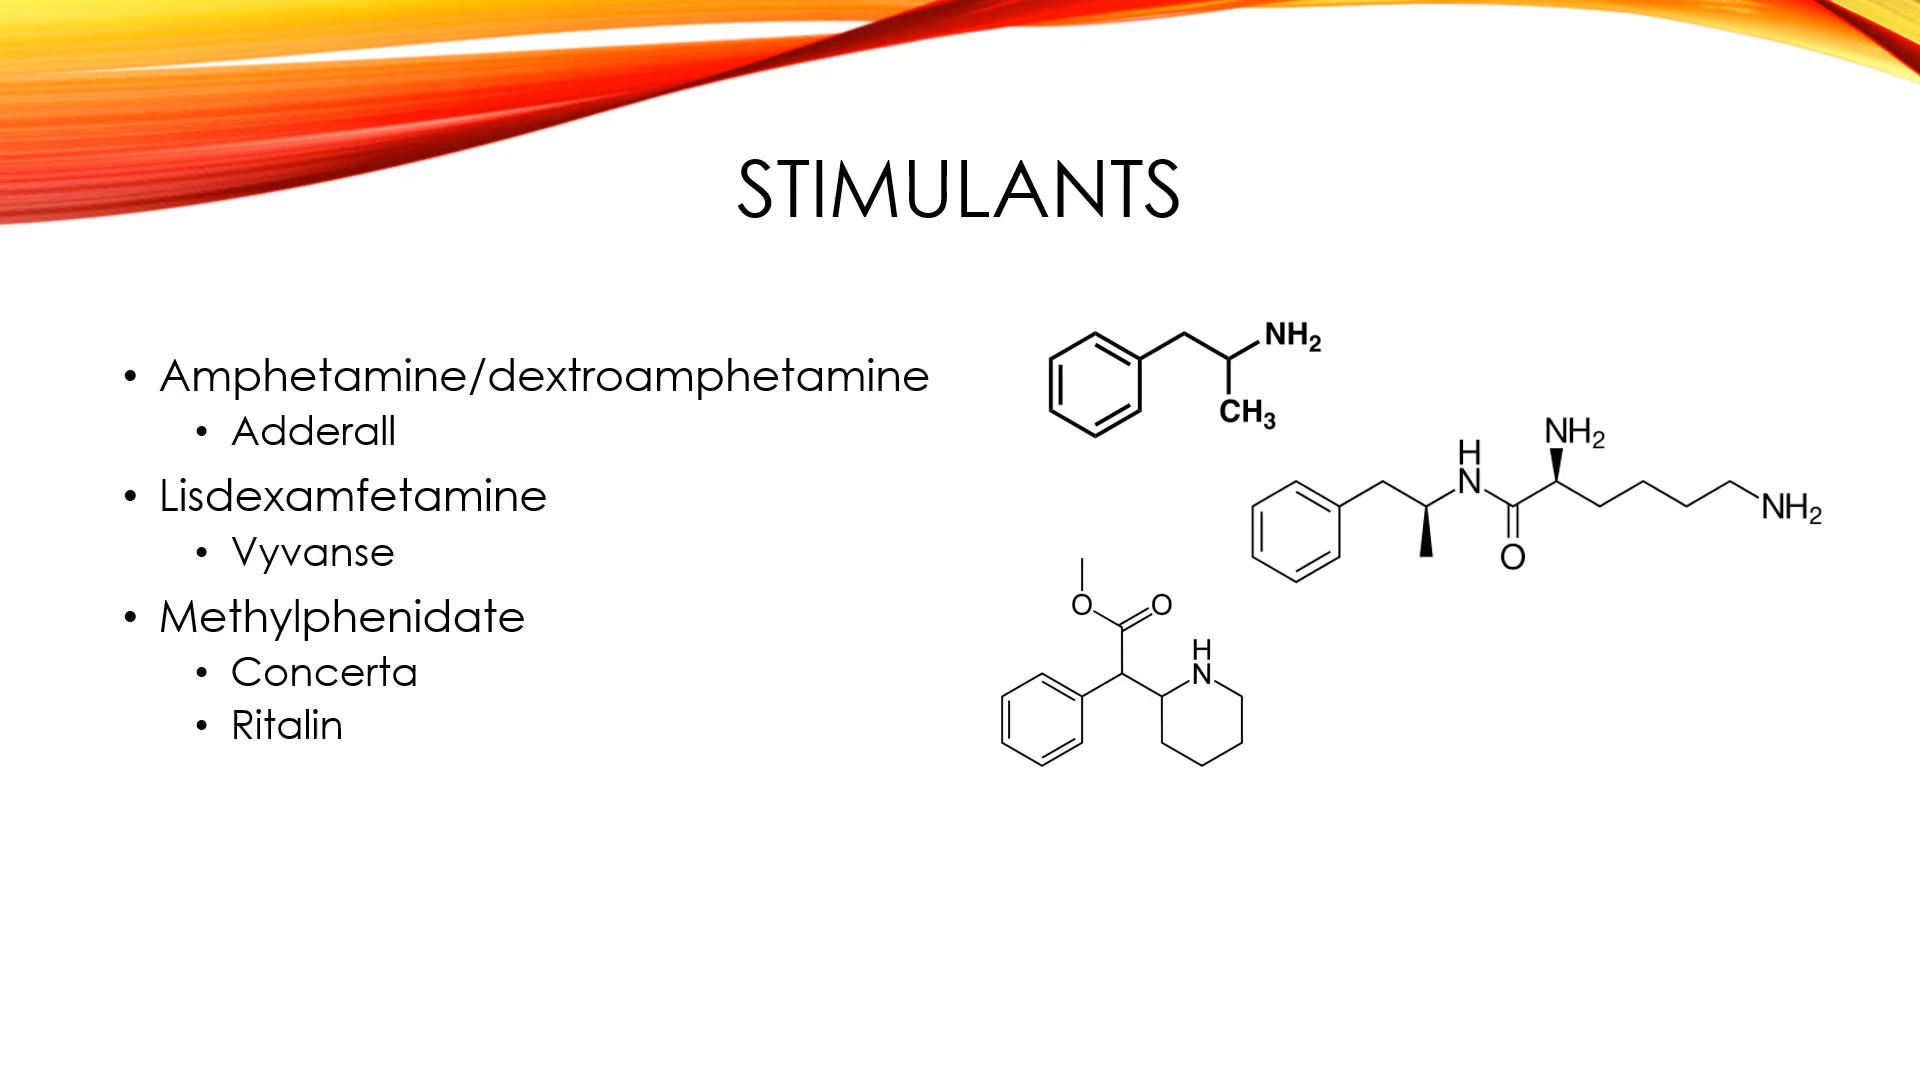 STIMULANTS
• Amphetamine/dextroamphetamine
• Adderall
• Lisdexamfetamine
• Vyvanse
• Methylphenidate
• Concerta
• Ritalin
NH2
CH3
NH2
H
N
NH2
O
O
O
H
N